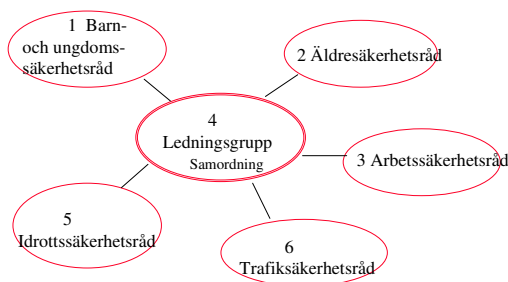 1 Barn-
och ungdoms-
säkerhetsråd
2 Äldresäkerhetsråd
4
Ledningsgrupp
Samordning
3 Arbetssäkerhetsråd
5
Idrottssäkerhetsråd
6
Trafiksäkerhetsråd